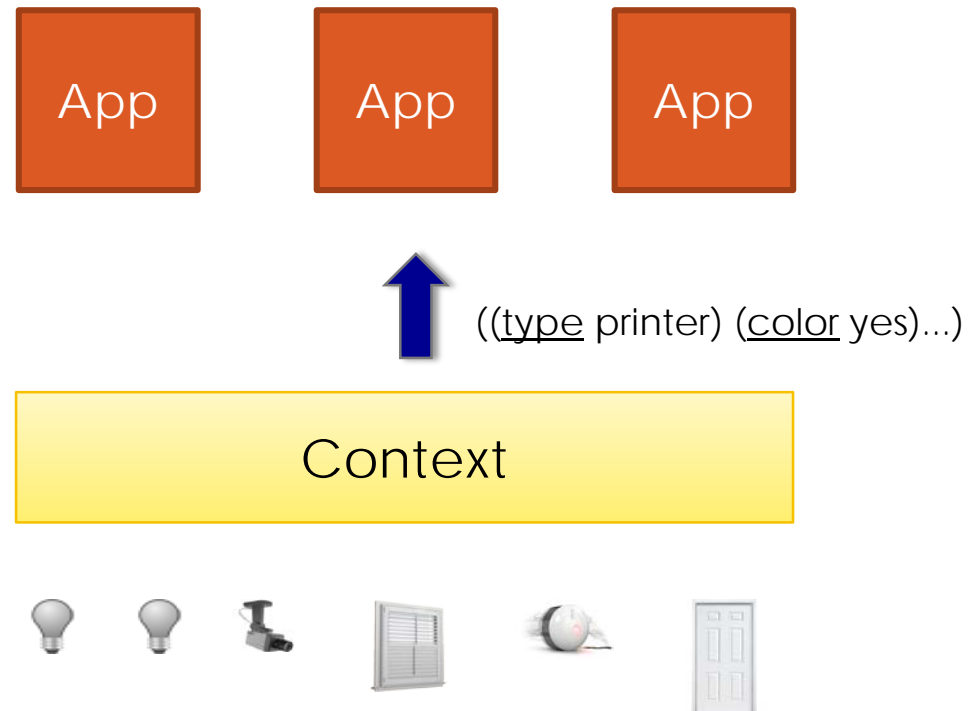 App App App
((type printer) (color yes)...)
Context